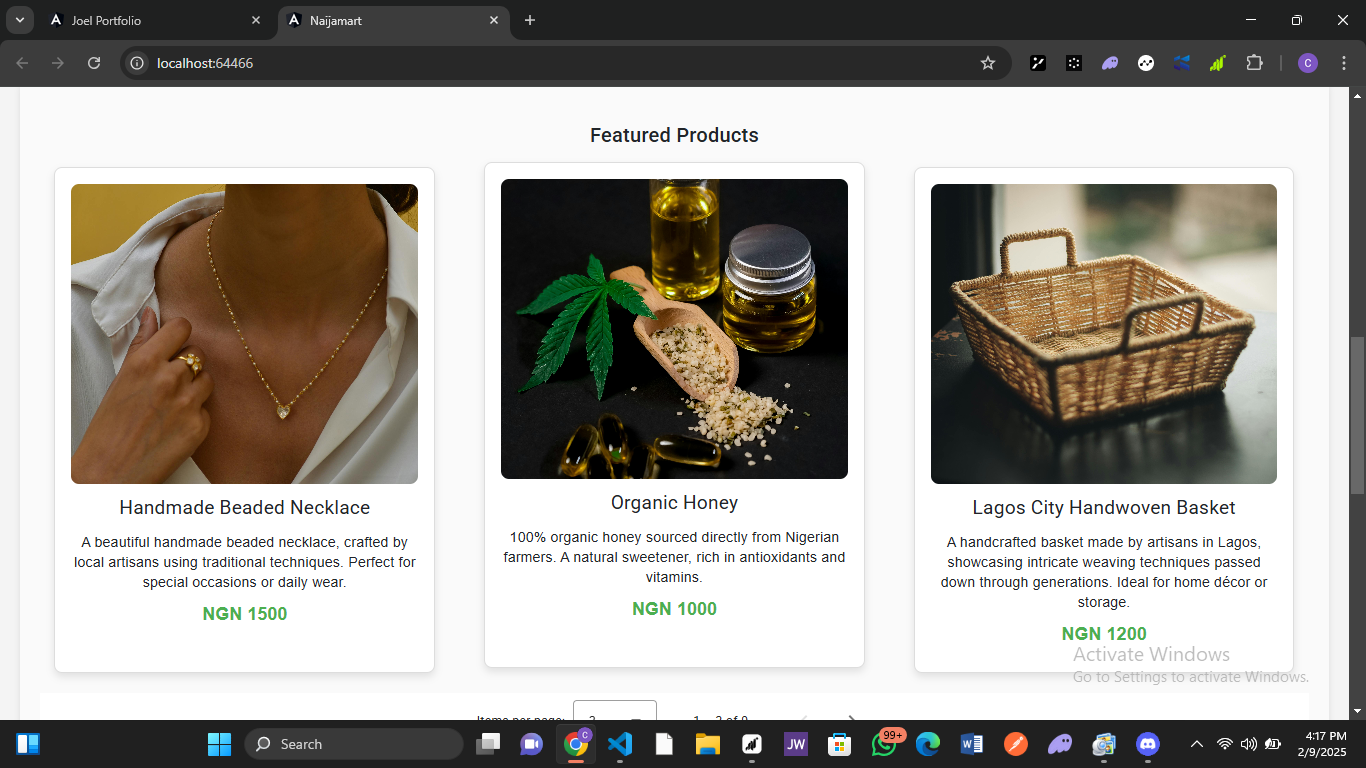 Joel Portfolio
Naijamart
localhost:64466
C
Featured Products
Handmade Beaded Necklace
A beautiful handmade beaded necklace, crafted by
local artisans using traditional techniques. Perfect for
special occasions or daily wear.
NGN 1500
Organic Honey
100% organic honey sourced directly from Nigerian
farmers. A natural sweetener, rich in antioxidants and
vitamins.
NGN 1000
Lagos City Handwoven Basket
A handcrafted basket made by artisans in Lagos,
showcasing intricate weaving techniques passed
down through generations. Ideal for home décor or
storage.
NGN 1200
Activate Windows
Go to Settings to activate Windows.
Items per page:
Search
C
JW
99+
W
4:17 PM
2/9/2025